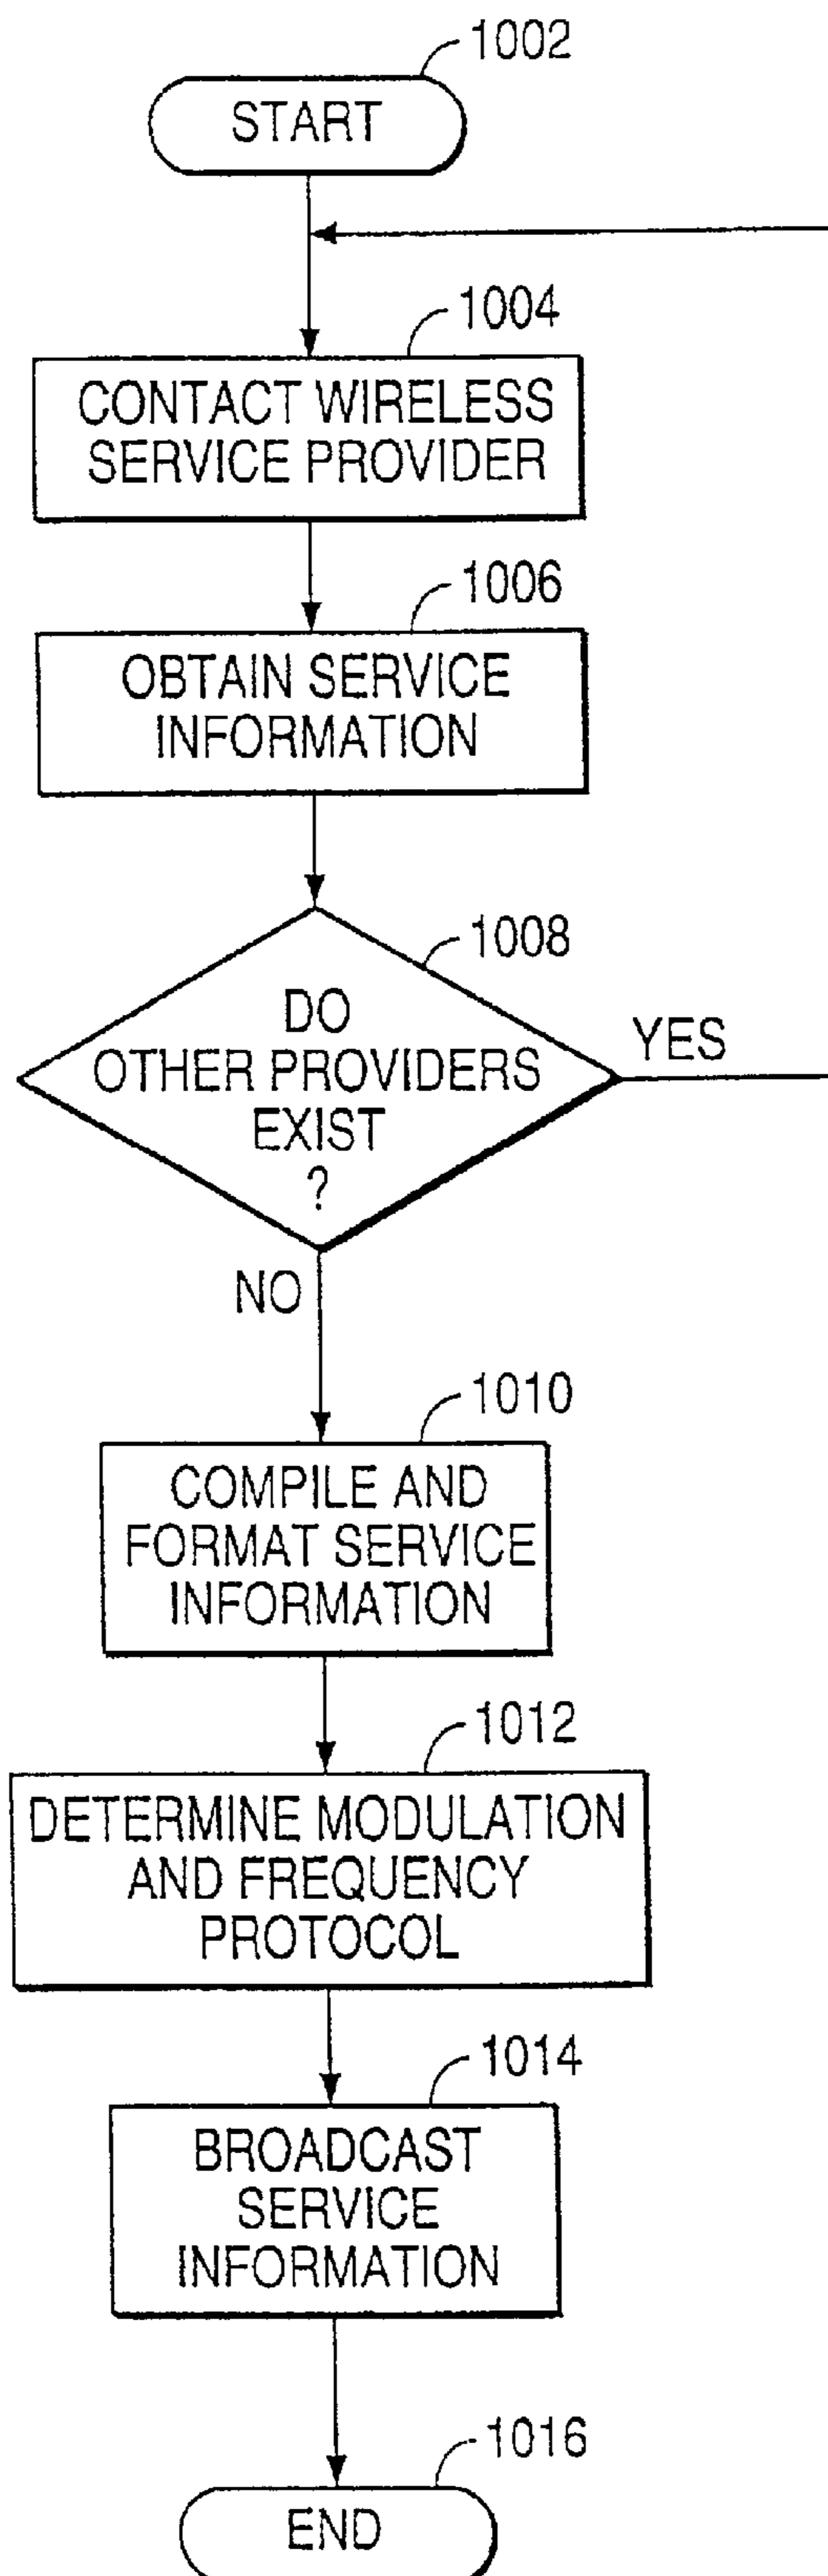 1002
START
1004
CONTACT WIRELESS
SERVICE PROVIDER
1006
OBTAIN SERVICE
INFORMATION
1008
DO
OTHER PROVIDERS
EXIST
?
YES
NO
1010
COMPILE AND
FORMAT SERVICE
INFORMATION
1012
DETERMINE MODULATION
AND FREQUENCY
PROTOCOL
1014
BROADCAST
SERVICE
INFORMATION
1016
END